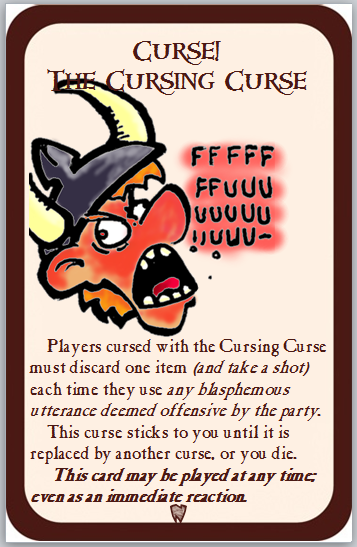 CURSE!
THE CURSING CURSE
FFFFF
FFUUU
UUUUU
UUUU~
Players cursed with the Cursing Curse
must discard one item (and take a shot)
each time they use any blasphemous
utterance deemed offensive by the party.
This curse sticks to you until it is
replaced by another curse, or you die.
This card may be played at any time;
even as an immediate reaction.